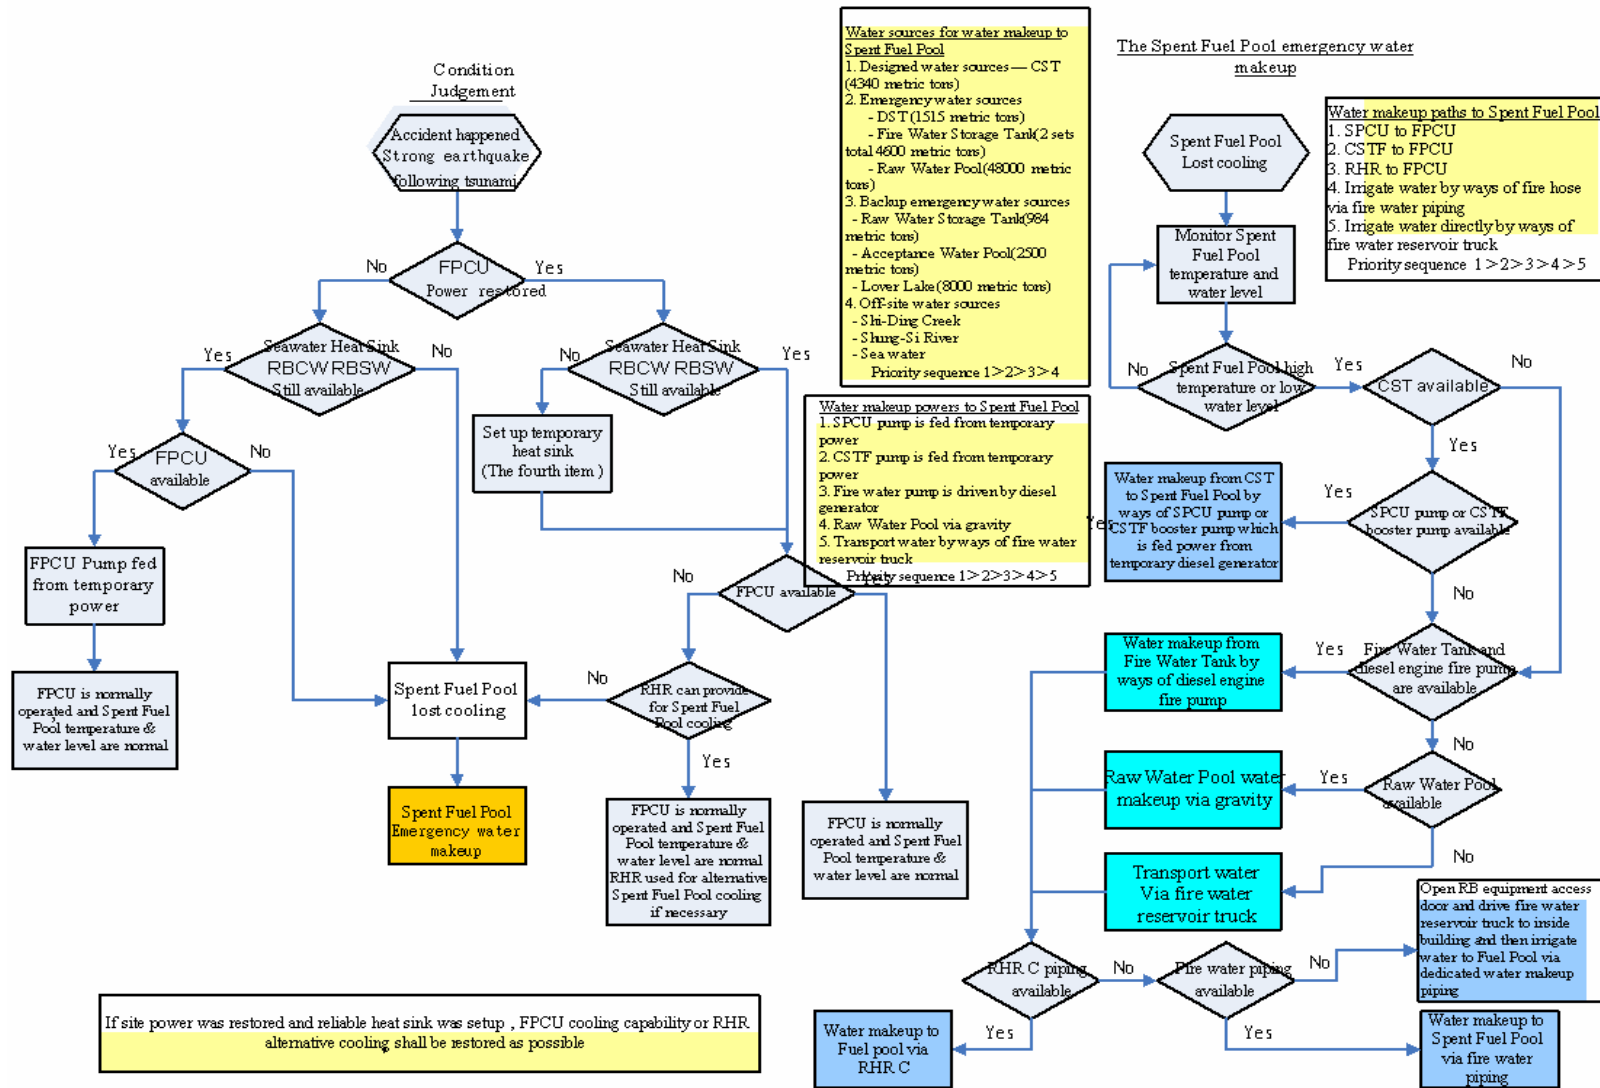 Condition
Judgement
Accident happened
Strong earthquake
following tsunami
FPCU
Power restored
No
Yes
Seawater Heat Sink
RBCW RBSW
Still available
Yes
No
Seawater Heat Sink
RBCW RBSW
Still available
No
Yes
FPCU
available
Yes
No
Set up temporary
heat sink
(The fourth item )
FPCU Pump fed
from temporary
power
FPCU is normally
operated and Spent Fuel
Pool temperature &
water level are normal
Spent Fuel Pool
lost cooling
Spent Fuel Pool
Emergency water
makeup
FPCU available
No
Yes
RHR can provide
for Spent Fuel
Pool cooling
No
Yes
FPCU is normally
operated and Spent Fuel
Pool temperature &
water level are normal
RHR used for alternative
Spent Fuel Pool cooling
if necessary
FPCU is normally
operated and Spent Fuel
Pool temperature &
water level are normal
If site power was restored and reliable heat sink was setup , FPCU cooling capability or RHR
alternative cooling shall be restored as possible
Water sources for water makeup to
Spent Fuel Pool
1. Designed water sources — CST
(4340 metric tons)
2. Emergency water sources
- DST (1515 metric tons)
- Fire Water Storage Tank(2 sets
total 4600 metric tons)
- Raw Water Pool(48000 metric
tons)
3. Backup emergency water sources
- Raw Water Storage Tank(984
metric tons)
- Acceptance Water Pool(2500
metric tons)
- Lover Lake(8000 metric tons)
4. Off-site water sources
- Shi-Ding Creek
- Shung-Si River
- Sea water
Priority sequence 1>2>3>4
Water makeup powers to Spent Fuel Pool
1. SPCU pump is fed from temporary
power
2. CSTF pump is fed from temporary
power
3. Fire water pump is driven by diesel
generator
4. Raw Water Pool via gravity
5. Transport water by ways of fire water
reservoir truck
Priority sequence 1>2>3>4>5
The Spent Fuel Pool emergency water
makeup
Water makeup paths to Spent Fuel Pool
1. SPCU to FPCU
2. CSTF to FPCU
3. RHR to FPCU
4. Irrigate water by ways of fire hose
via fire water piping
5. Irrigate water directly by ways of
fire water reservoir truck
Priority sequence 1>2>3>4>5
Spent Fuel Pool
Lost cooling
Monitor Spent
Fuel Pool
temperature and
water level
Spent Fuel Pool high
temperature or low
water level
No
Yes
CST available
No
Yes
SPCU pump or CSTF
booster pump available
Yes
Yes
No
Water makeup from CST
to Spent Fuel Pool by
ways of SPCU pump or
CSTF booster pump which
is fed power from
temporary diesel generator
Fire Water Tank and
diesel engine fire pump
are available
Yes
No
Water makeup from
Fire Water Tank by
ways of diesel engine
fire pump
Raw Water Pool
available
Yes
No
Raw Water Pool water
makeup via gravity
Transport water
Via fire water
reservoir truck
RHR C piping
available
No
Yes
Fire water piping
available
No
Yes
Open RB equipment access
door and drive fire water
reservoir truck to inside
building and then irrigate
water to Fuel Pool via
dedicated water makeup
piping
Water makeup to
Fuel pool via
RHR C
Water makeup to
Spent Fuel Pool
via fire water
piping